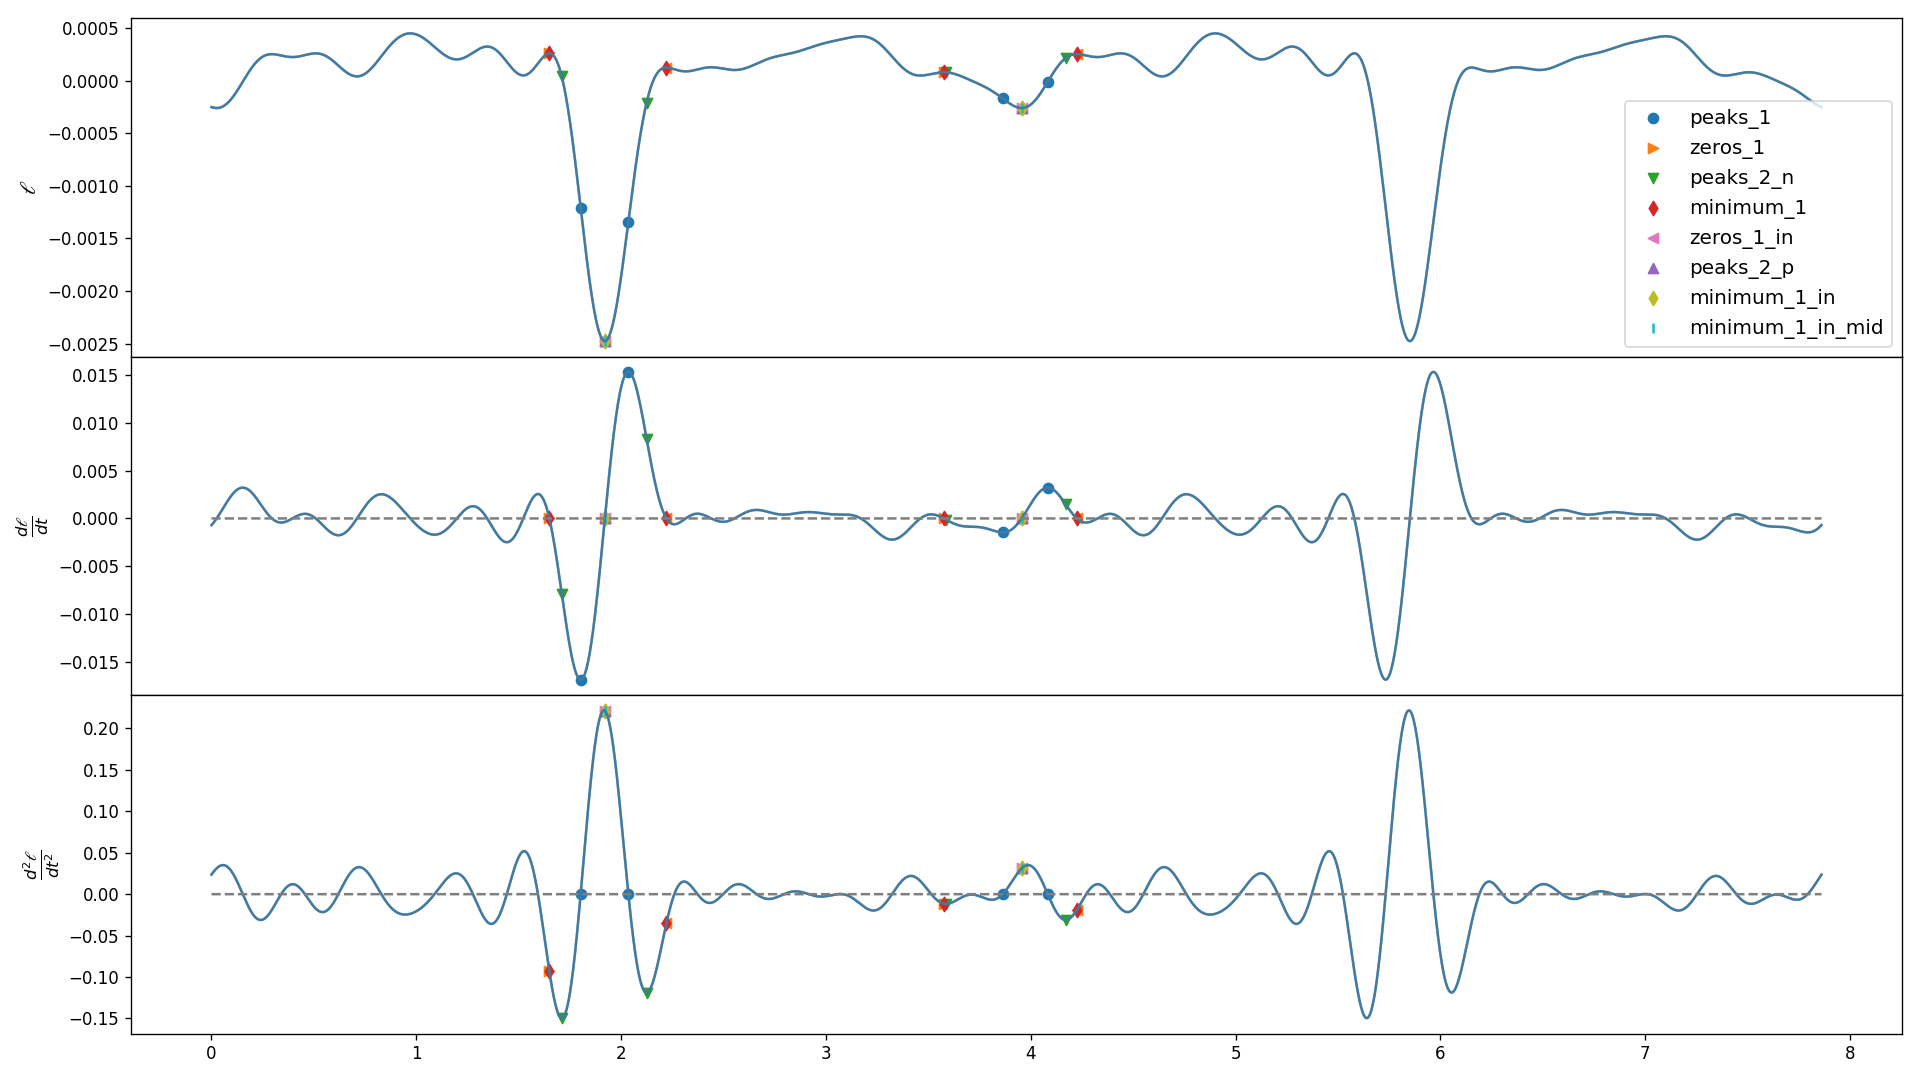 0.0005
0.0000
−0.0005
−0.0010
−0.0015
−0.0020
−0.0025
ℓ
peaks_1
zeros_1
peaks_2_n
minimum_1
zeros_1_in
peaks_2_p
minimum_1_in
minimum_1_in_mid
0.015
0.010
0.005
0.000
−0.005
−0.010
−0.015
dℓ
dt
0.20
0.15
0.10
0.05
0.00
−0.05
−0.10
−0.15
d²ℓ
dt²
0 1 2 3 4 5 6 7 8